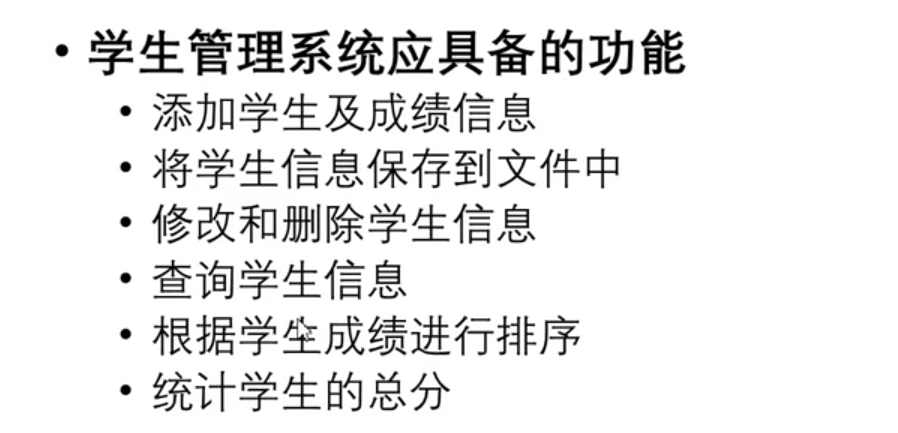 • 学生管理系统应具备的功能
• 添加学生及成绩信息
• 将学生信息保存到文件中
• 修改和删除学生信息
• 查询学生信息
• 根据学生成绩进行排序
• 统计学生的总分